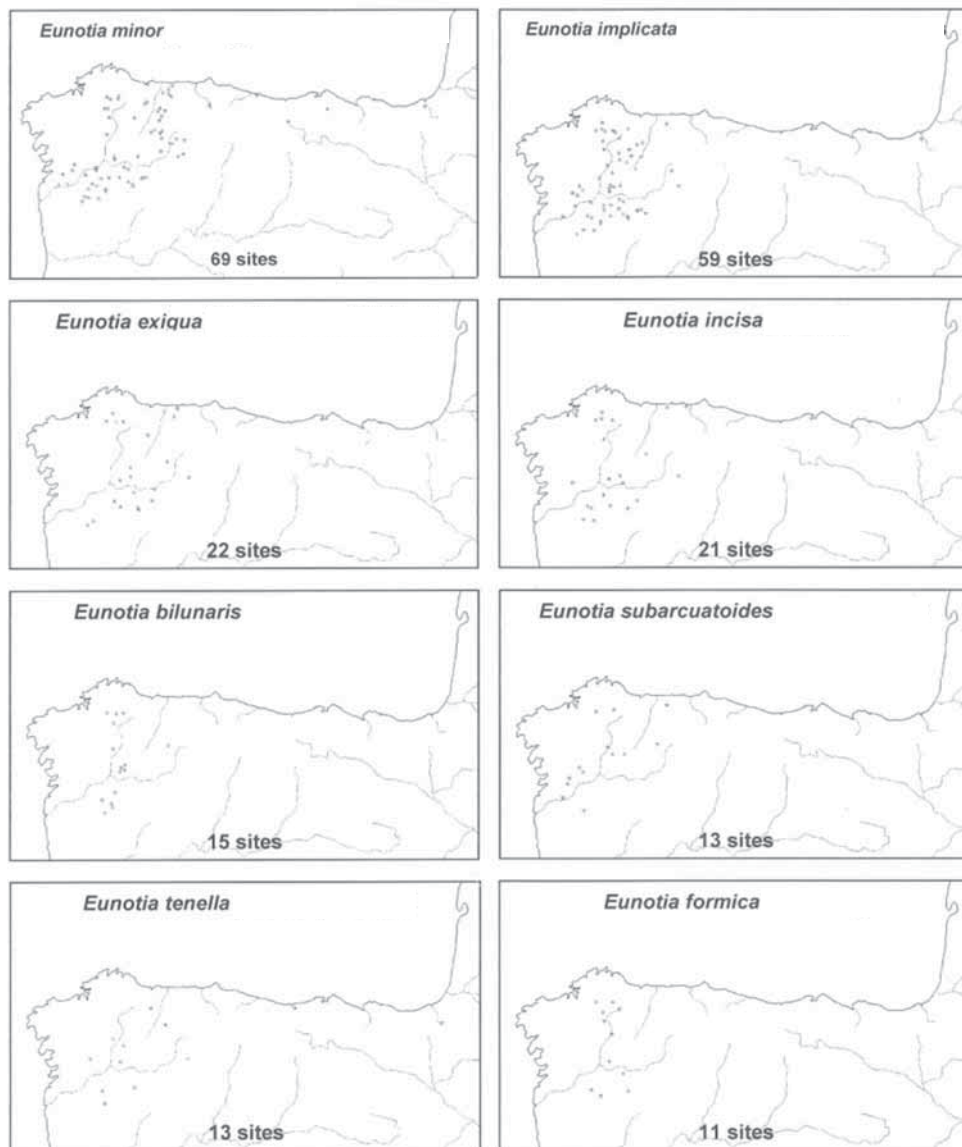 Eunotia minor
69 sites
Eunotia implicata
59 sites
Eunotia exigua
22 sites
Eunotia incisa
21 sites
Eunotia bilunaris
15 sites
Eunotia subarcuatoides
13 sites
Eunotia tenella
13 sites
Eunotia formica
11 sites